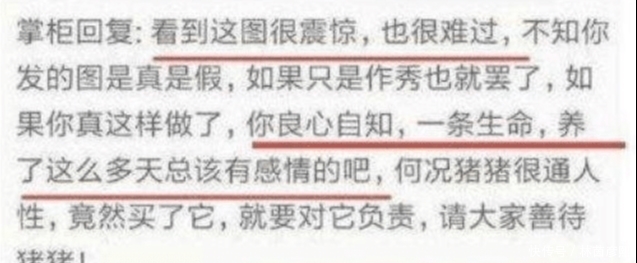 掌柜回复: 看到这图很震惊，也很难过，不知你
发的图是真是假，如果只是作秀也就罢了，如
果你真这样做了，你良心自知，一条生命，养
了这么多天总该有感情的吧，何况猪猪很通人
性，竟然买了它，就要对它负责，请大家善待
猪猪！